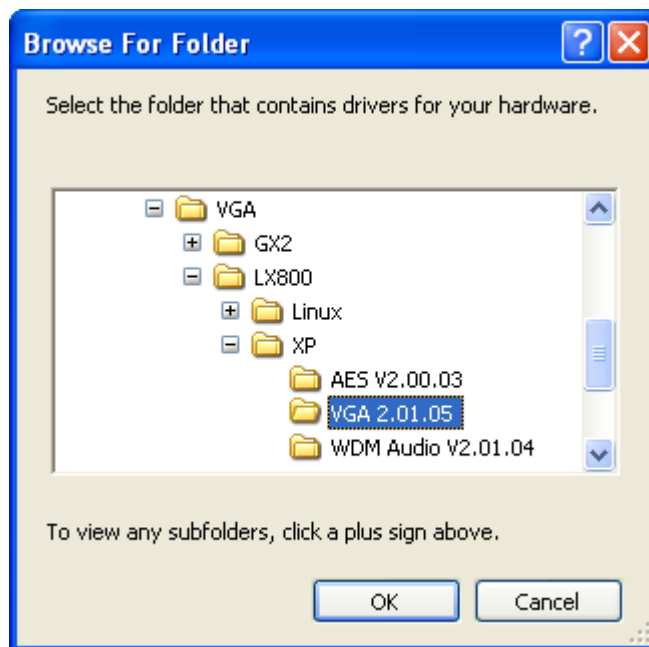 Browse For Folder
Select the folder that contains drivers for your hardware.
VGA
GX2
LX800
Linux
XP
AES V2.00.03
VGA 2.01.05
WDM Audio V2.01.04
To view any subfolders, click a plus sign above.
OK Cancel